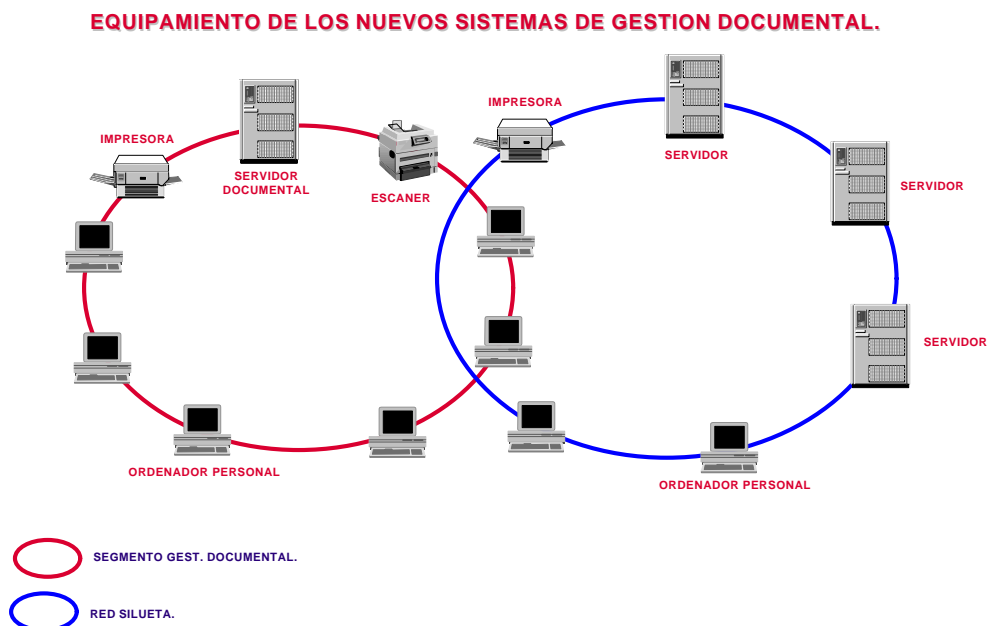 EQUIPAMIENTO DE LOS NUEVOS SISTEMAS DE GESTION DOCUMENTAL.
IMPRESORA
SERVIDOR
DOCUMENTAL
ESCANER
IMPRESORA
SERVIDOR
SERVIDOR
SERVIDOR
ORDENADOR PERSONAL
ORDENADOR PERSONAL
SEGMENTO GEST. DOCUMENTAL.
RED SILUETA.